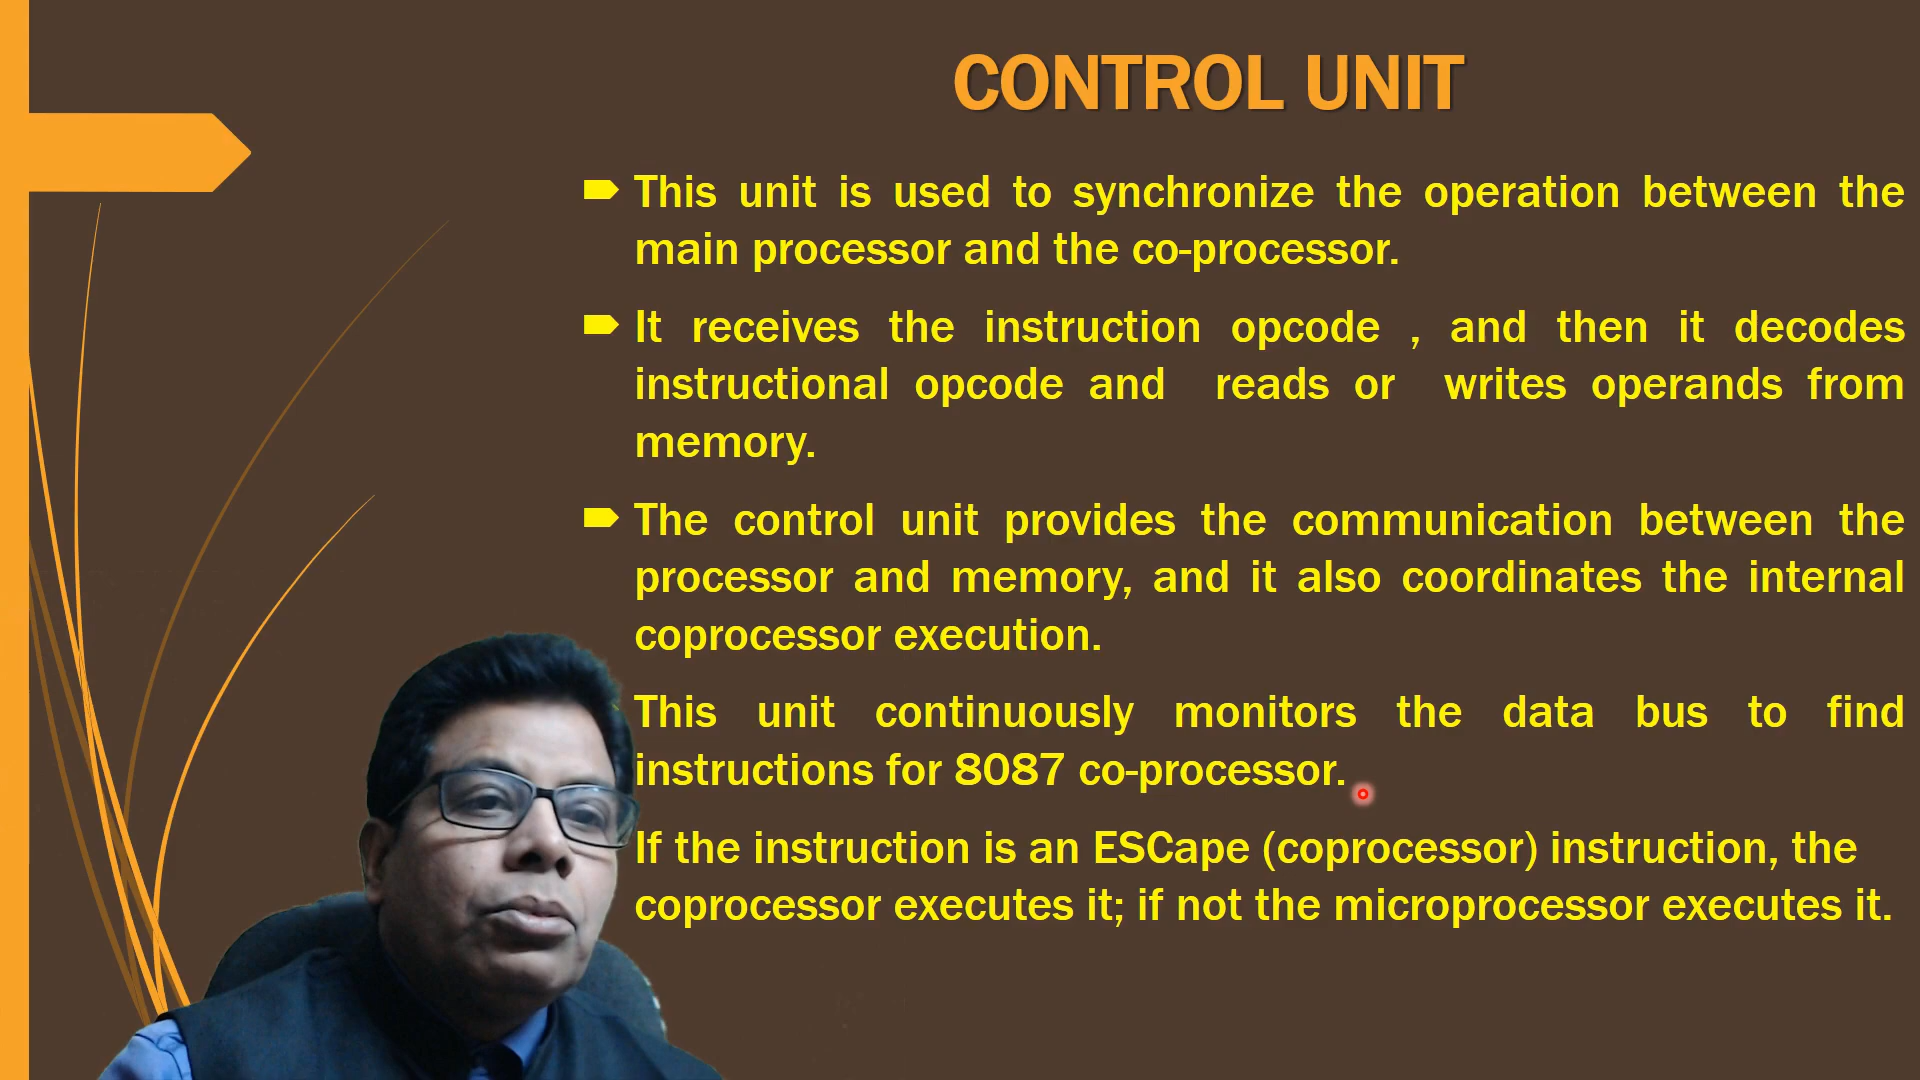 CONTROL UNIT
This unit is used to synchronize the operation between the
main processor and the co-processor.
It receives the instruction opcode , and then it decodes
instructional opcode and reads or writes operands from
memory.
The control unit provides the communication between the
processor and memory, and it also coordinates the internal
coprocessor execution.
This unit continuously monitors the data bus to find
instructions for 8087 co-processor.
If the instruction is an ESCape (coprocessor) instruction, the
coprocessor executes it; if not the microprocessor executes it.